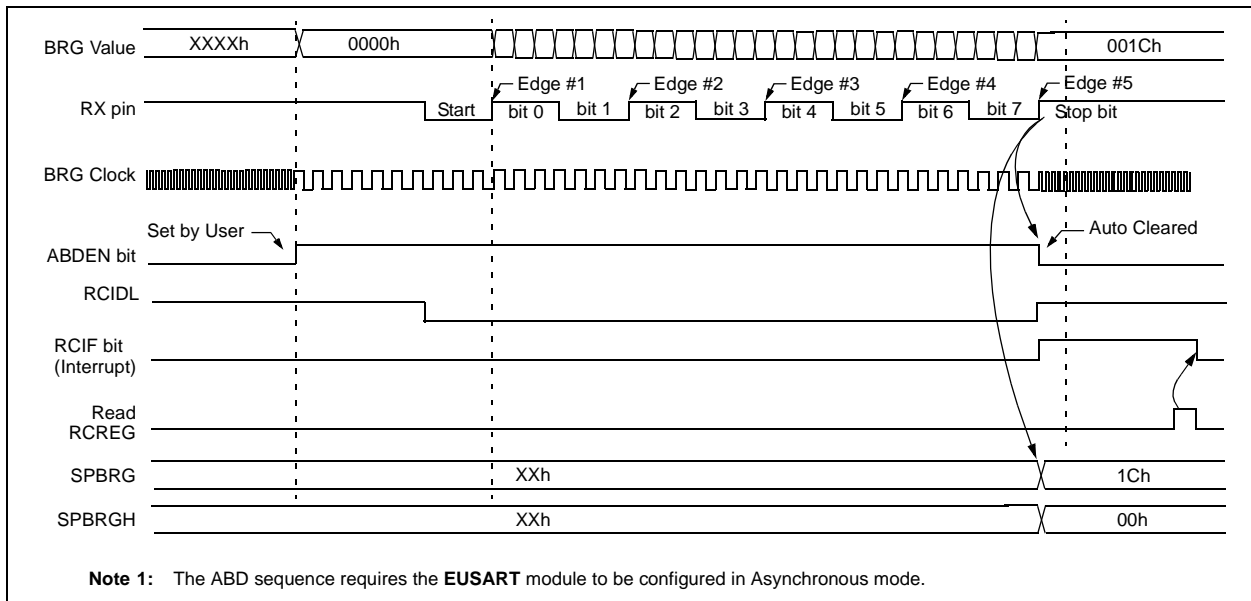 BRG Value XXXXh 0000h 001Ch
Edge #1 Edge #2 Edge #3 Edge #4 Edge #5
RX pin Start bit 0 bit 1 bit 2 bit 3 bit 4 bit 5 bit 6 bit 7 Stop bit
BRG Clock
Set by User Auto Cleared
ABDEN bit
RCIDL
RCIF bit
(Interrupt)
Read
RCREG
SPBRG XXh 1Ch
SPBRGH XXh 00h
Note 1: The ABD sequence requires the EUSART module to be configured in Asynchronous mode.